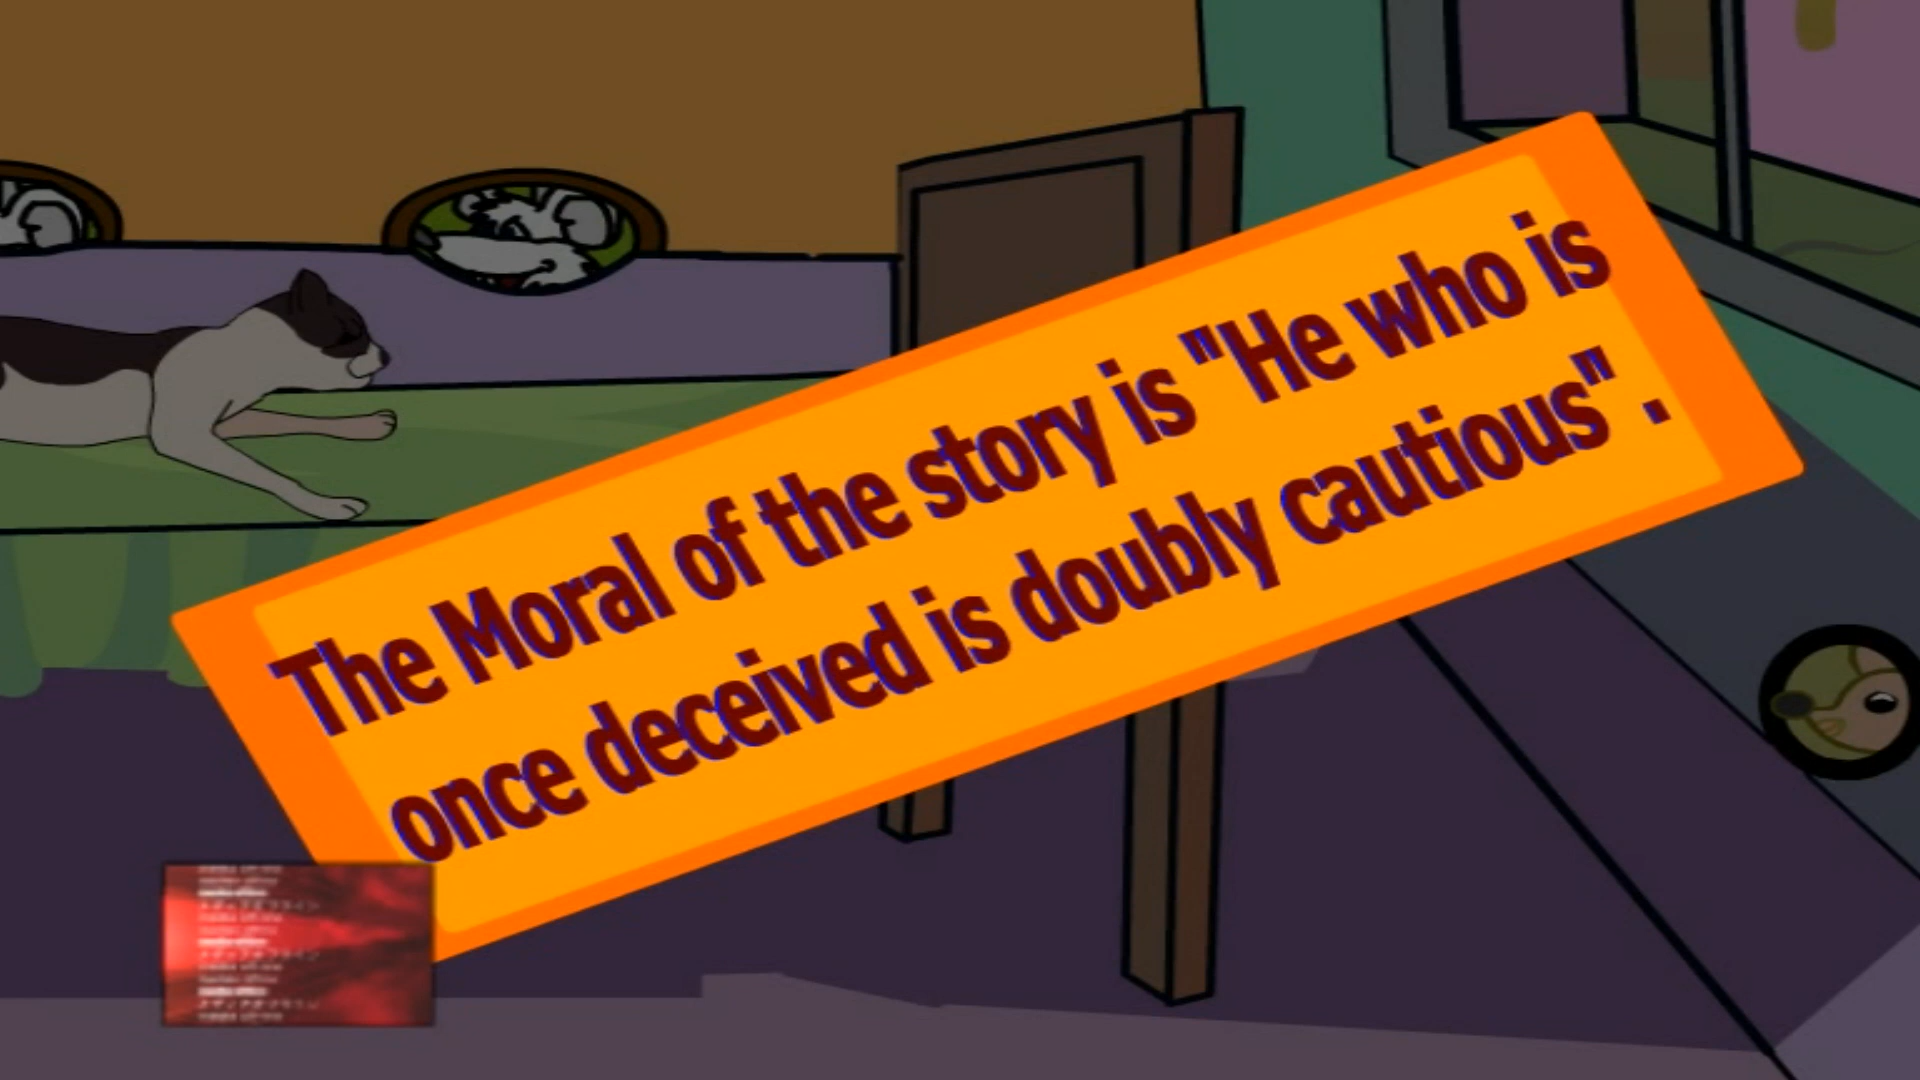 The Moral of the story is "He who is
once deceived is doubly cautious".